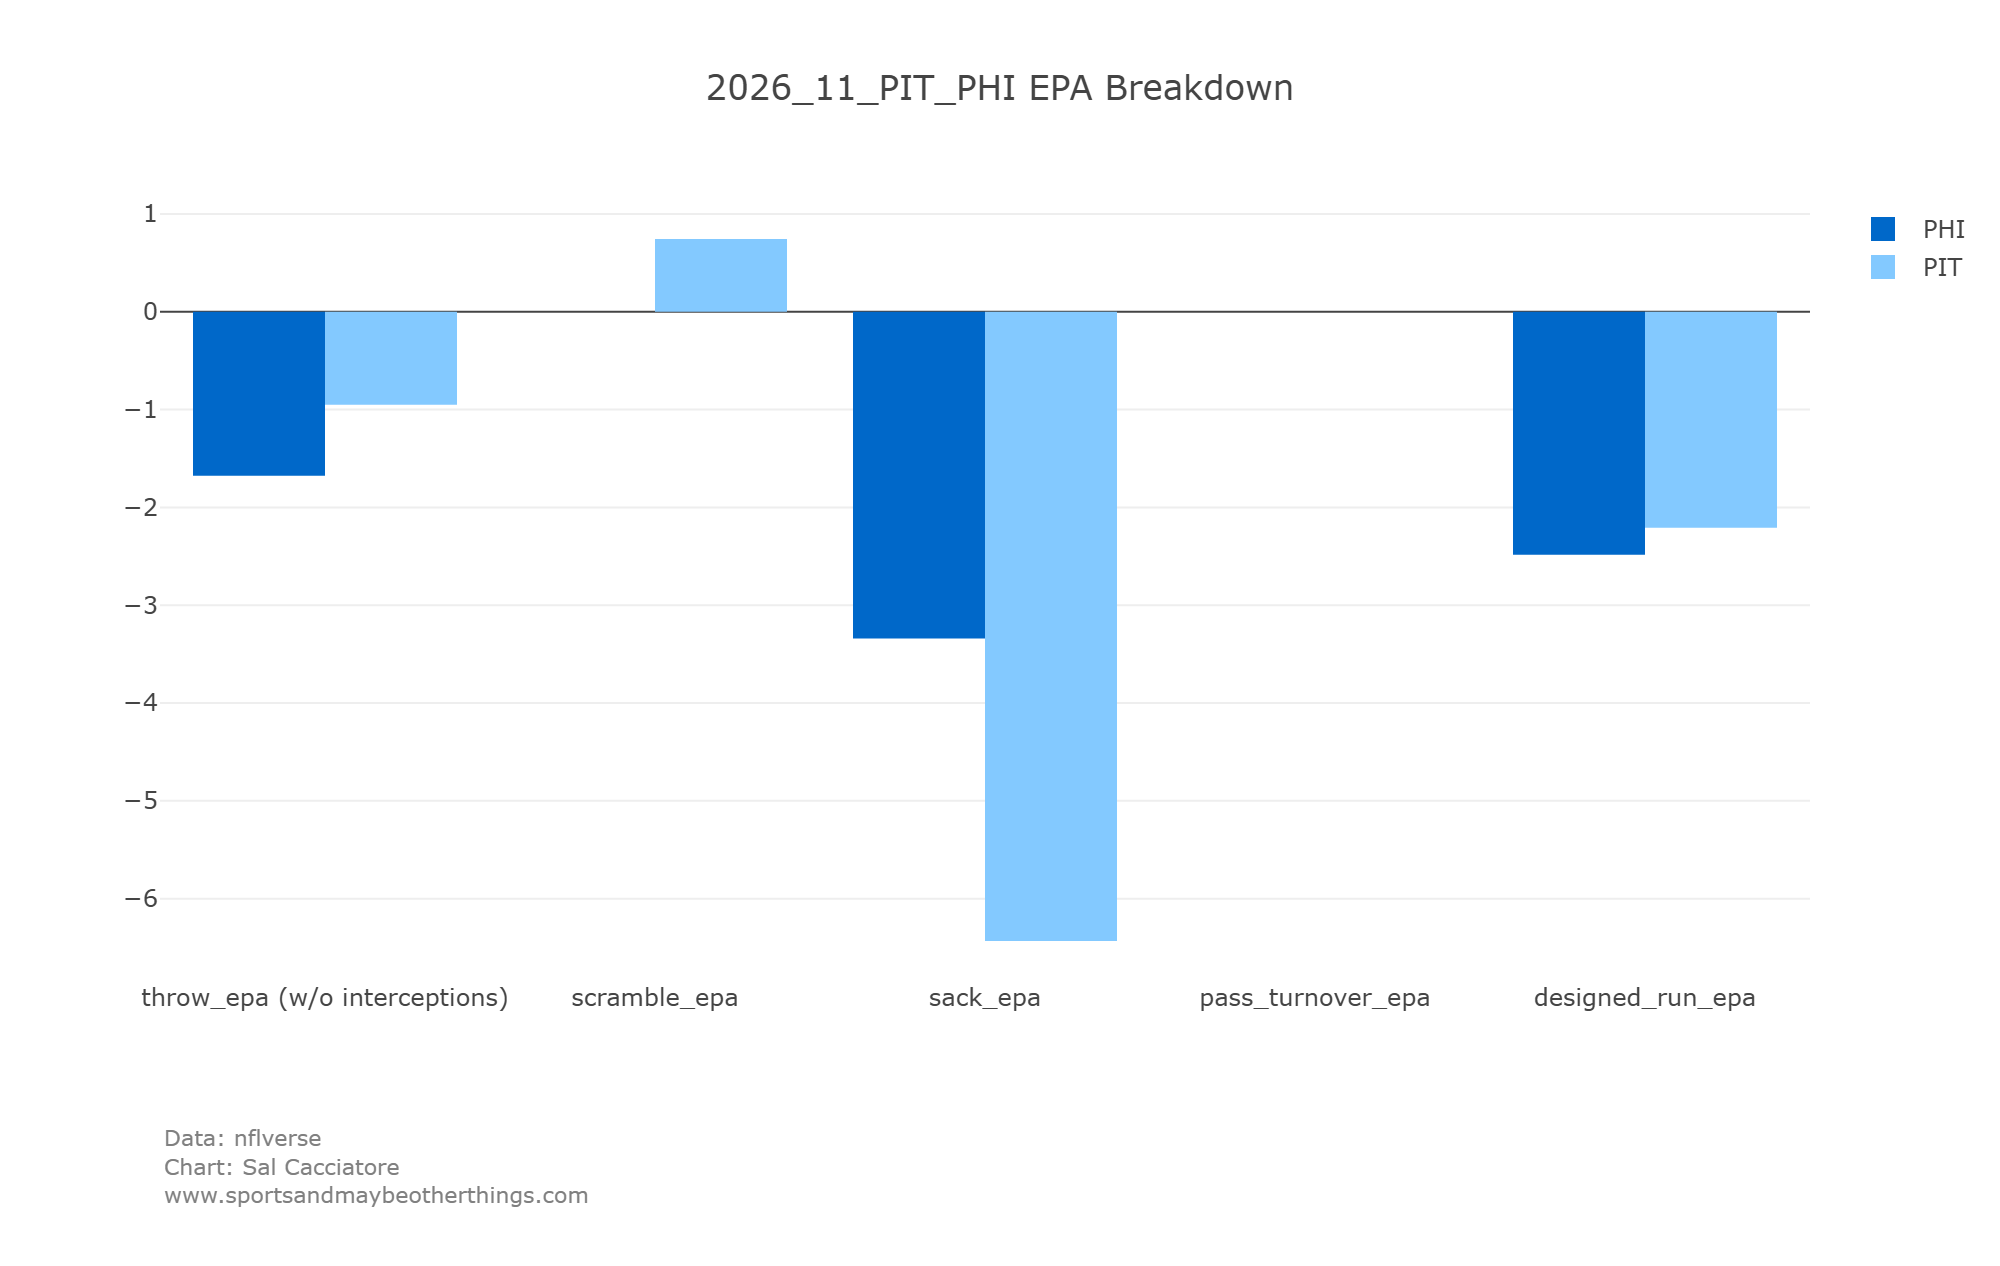 2026_11_PIT_PHI EPA Breakdown
1
0
−1
−2
−3
−4
−5
−6
PHI
PIT
throw_epa (w/o interceptions)
scramble_epa
sack_epa
pass_turnover_epa
designed_run_epa
Data: nflverse
Chart: Sal Cacciatore
www.sportsandmaybeotherthings.com